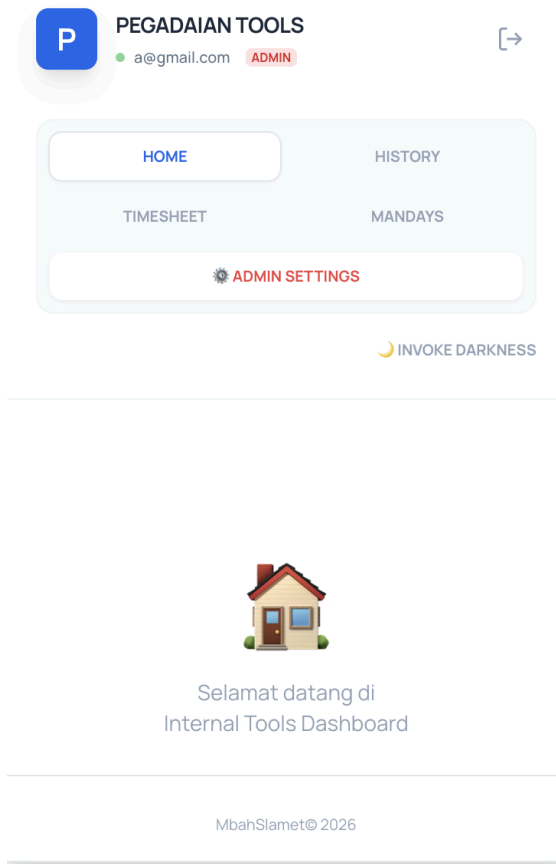 P
PEGADAIAN TOOLS
a@gmail.com ADMIN
HOME
HISTORY
TIMESHEET
MANDAYS
⚙️ ADMIN SETTINGS
🌙 INVOKE DARKNESS
Selamat datang di
Internal Tools Dashboard
MbahSlamet© 2026